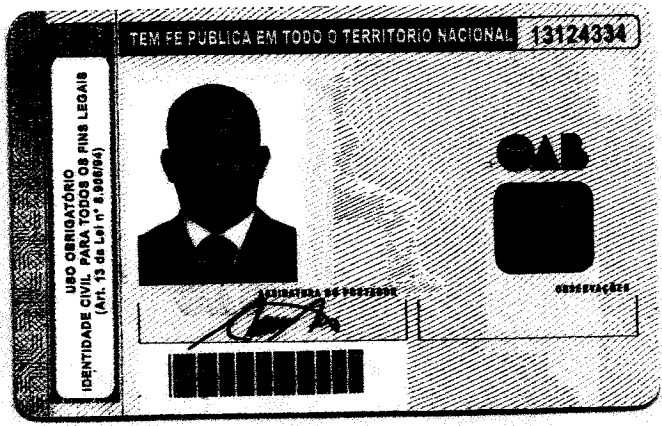 TEM FE PUBLICA EM TODO O TERRITORIO NACIONAL
13124334
USO OBRIGATÓRIO
IDENTIDADE CIVIL PARA TODOS OS FINS LEGAIS
(Art. 13 da Lei nº 8.906/94)
OAB
ASSINATURA DO PORTADOR
OBSERVAÇÕES